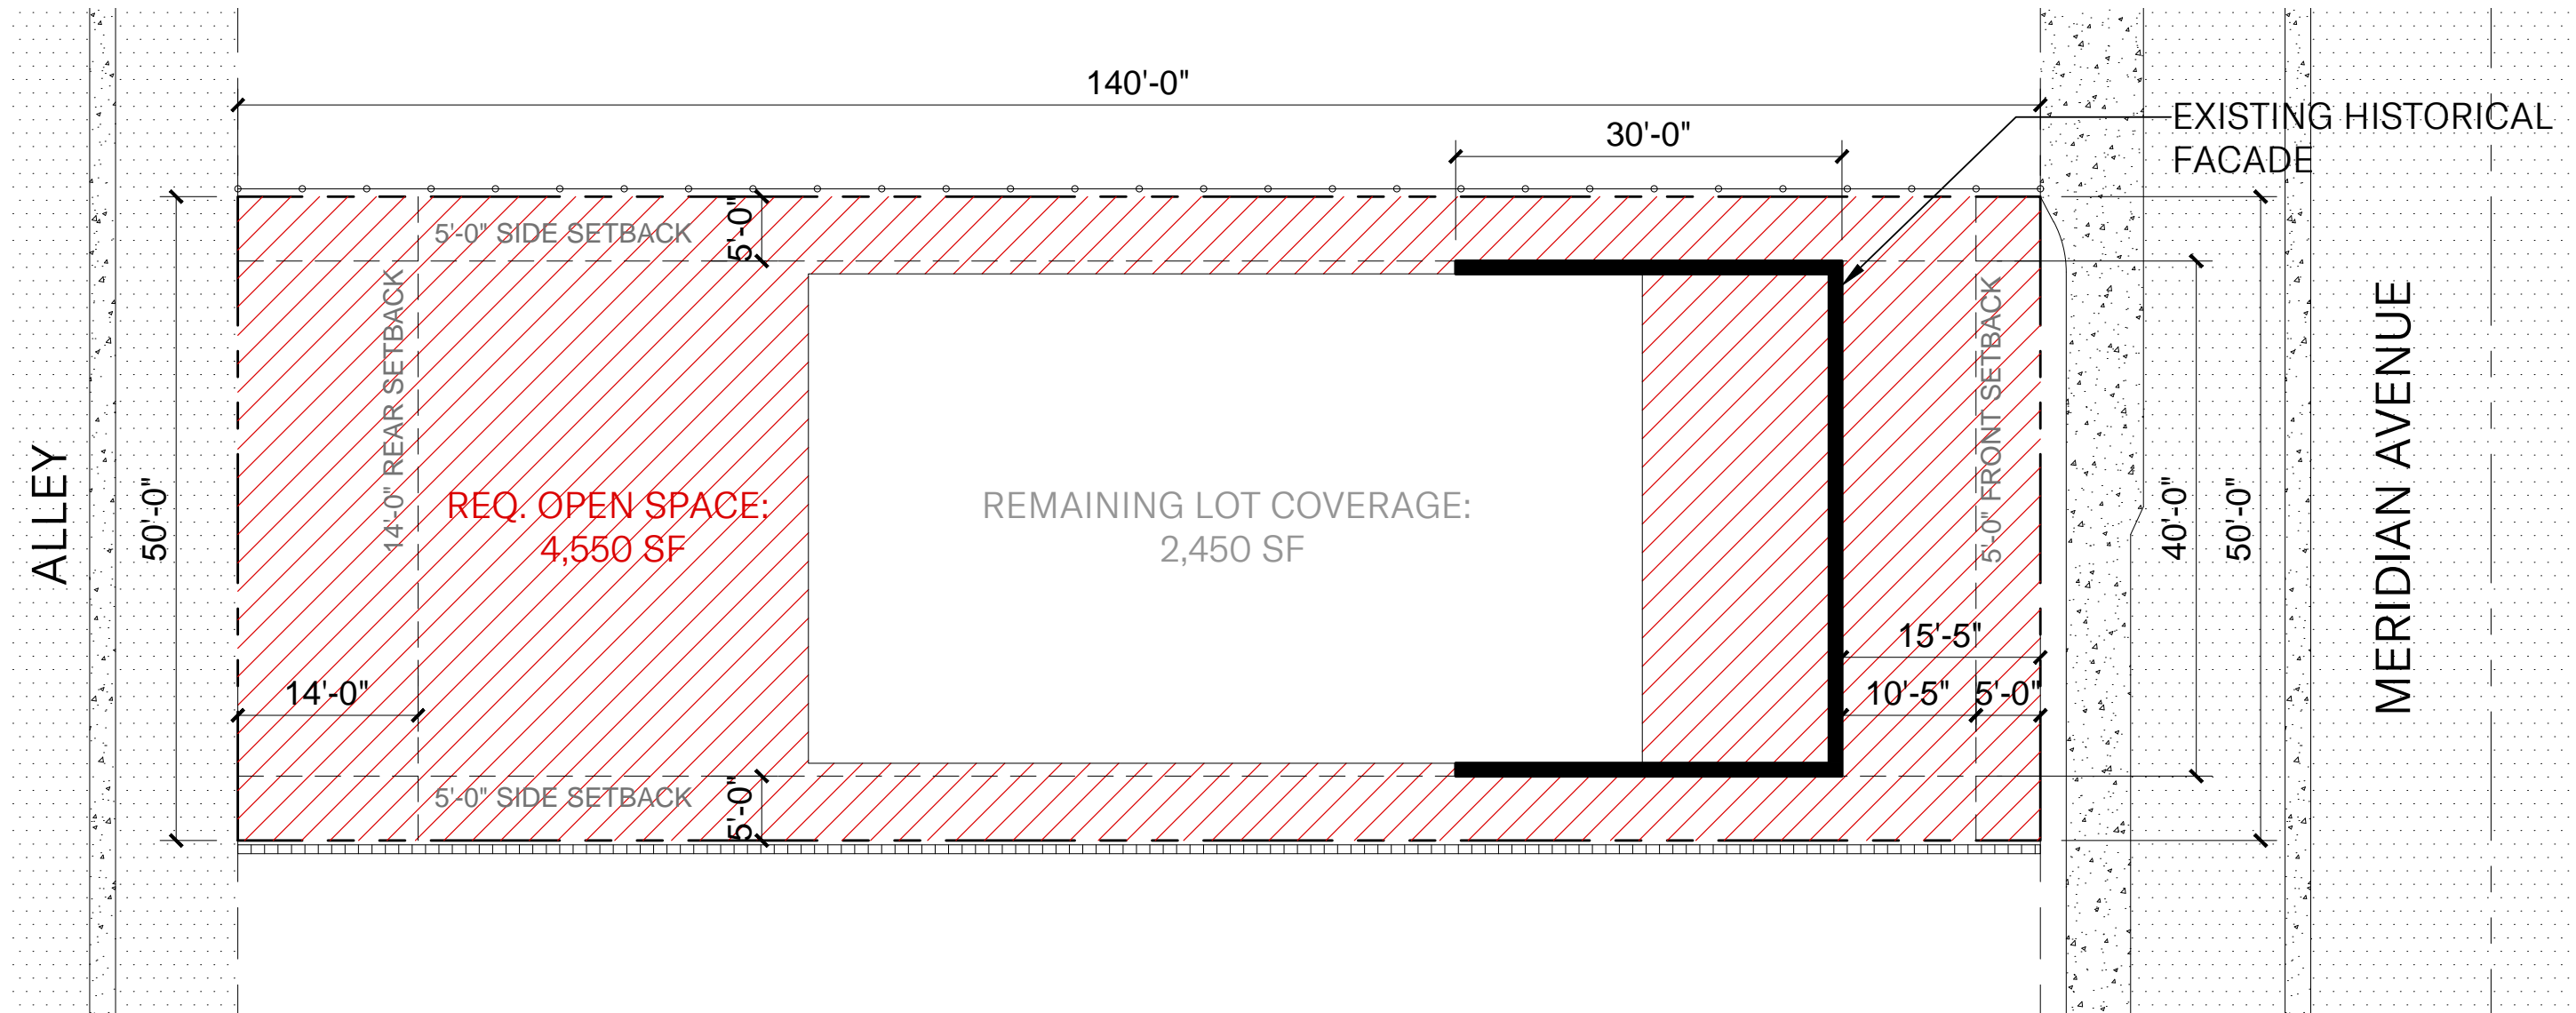 140'-0"
30'-0"
EXISTING HISTORICAL
FACADE
5'-0" SIDE SETBACK
5'-0"
14'-0" REAR SETBACK
5'-0" FRONT SETBACK
ALLEY
50'-0"
REQ. OPEN SPACE:
4,550 SF
REMAINING LOT COVERAGE:
2,450 SF
40'-0"
50'-0"
MERIDIAN AVENUE
15'-5"
14'-0"
10'-5"
5'-0"
5'-0" SIDE SETBACK
5'-0"